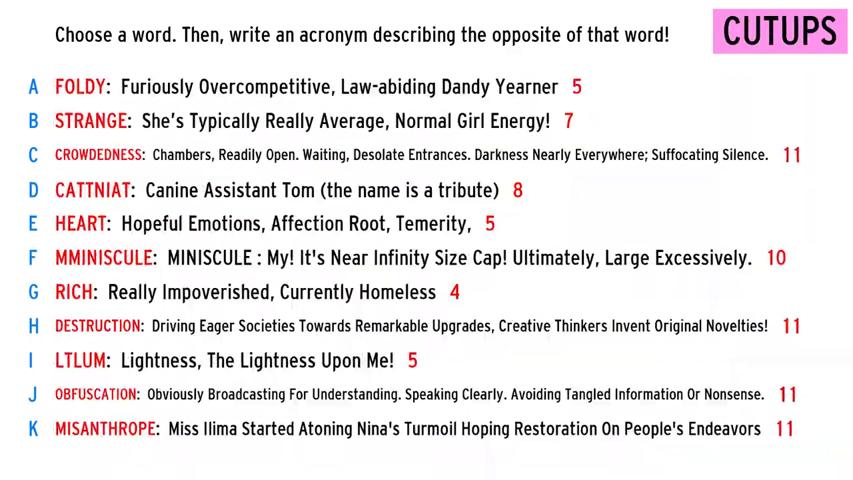 Choose a word. Then, write an acronym describing the opposite of that word!
CUTUPS
A FOLDY: Furiously Overcompetitive, Law-abiding Dandy Yearner 5
B STRANGE: She's Typically Really Average, Normal Girl Energy! 7
C CROWDEDNESS: Chambers, Readily Open. Waiting, Desolate Entrances. Darkness Nearly Everywhere; Suffocating Silence. 11
D CATTNIAT: Canine Assistant Tom (the name is a tribute) 8
E HEART: Hopeful Emotions, Affection Root, Temerity, 5
F MMINISCULE: MINISCULE : My! It's Near Infinity Size Cap! Ultimately, Large Excessively. 10
G RICH: Really Impoverished, Currently Homeless 4
H DESTRUCTION: Driving Eager Societies Towards Remarkable Upgrades, Creative Thinkers Invent Original Novelties! 11
I LTLUM: Lightness, The Lightness Upon Me! 5
J OBFUSCATION: Obviously Broadcasting For Understanding. Speaking Clearly. Avoiding Tangled Information Or Nonsense. 11
K MISANTHROPE: Miss Ilima Started Atoning Nina's Turmoil Hoping Restoration On People's Endeavors 11